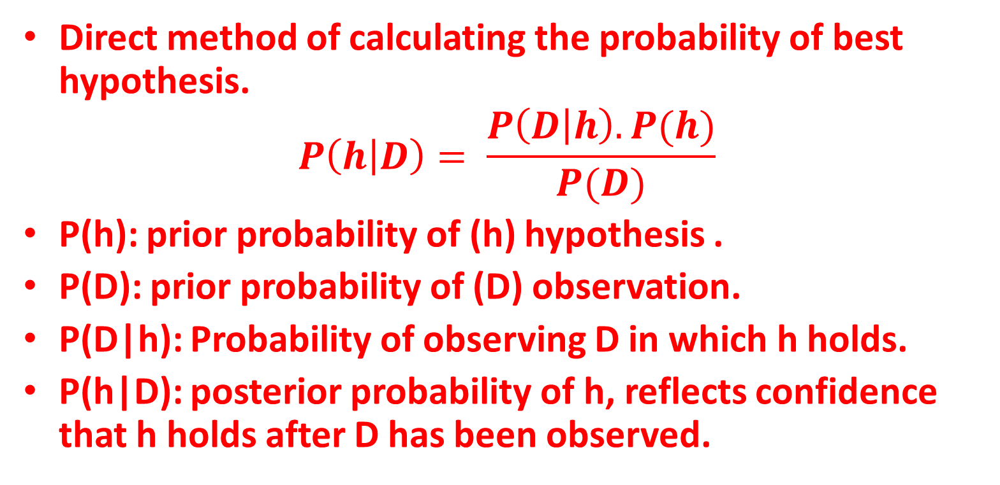 • Direct method of calculating the probability of best
hypothesis.
P(h|D) = P(D|h). P(h) / P(D)
• P(h): prior probability of (h) hypothesis .
• P(D): prior probability of (D) observation.
• P(D|h): Probability of observing D in which h holds.
• P(h|D): posterior probability of h, reflects confidence
that h holds after D has been observed.